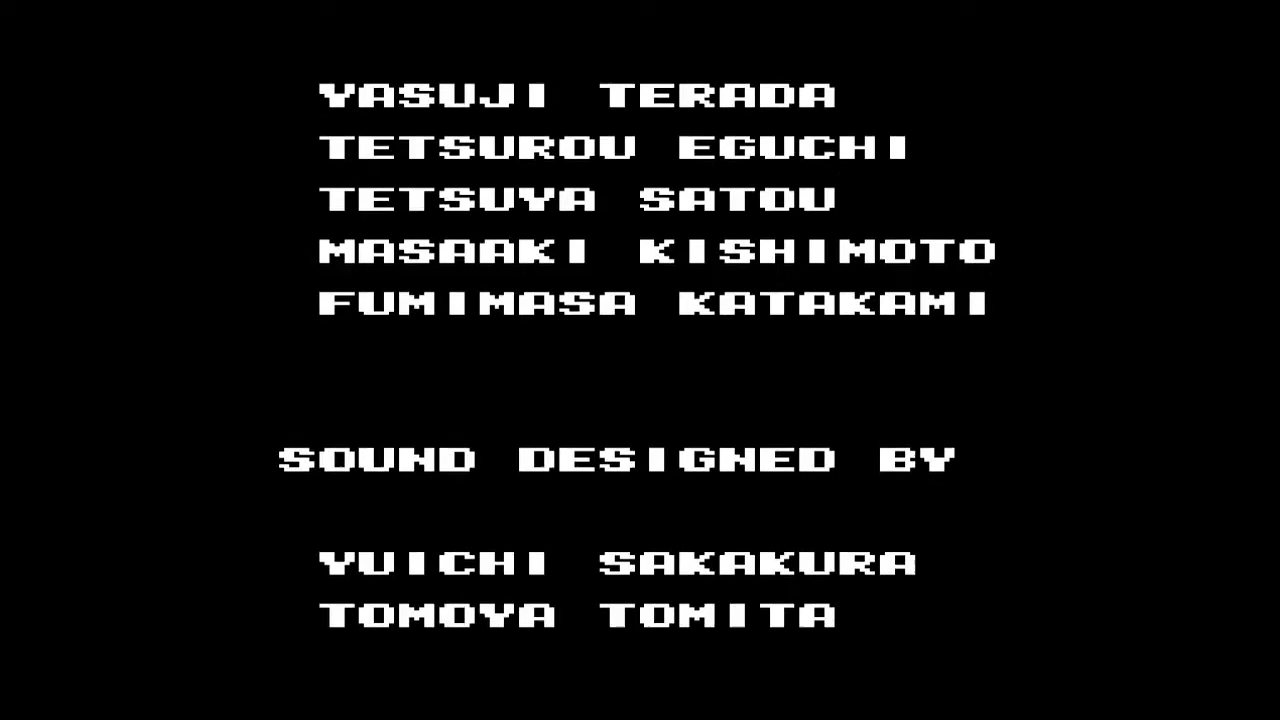 YASUJI TERADA
TETSUROU EGUCHI
TETSUYA SATOU
MASAAKI KISHIMOTO
FUMIMASA KATAKAMI
SOUND DESIGNED BY
YUICHI SAKAKURA
TOMOYA TOMITA